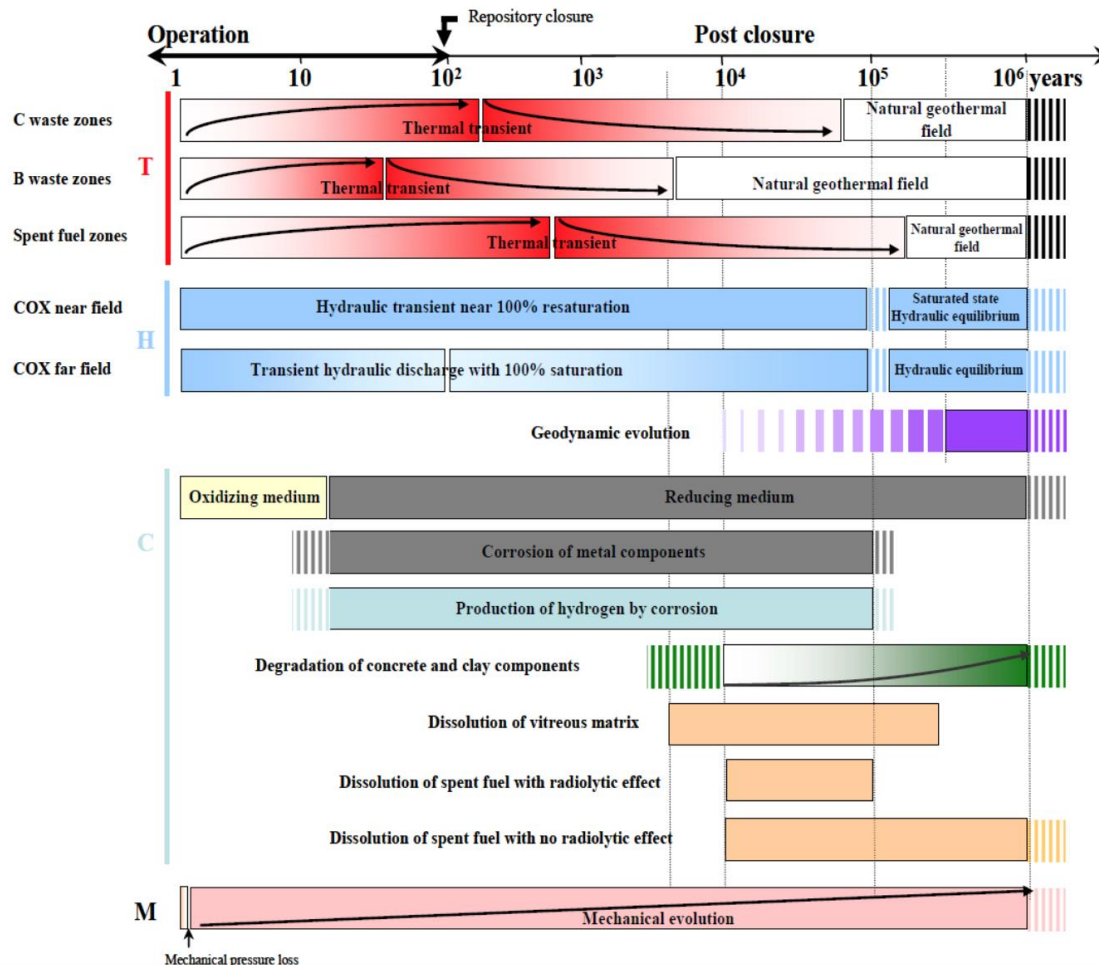 Repository closure
Operation
Post closure
1 10 10² 10³ 10⁴ 10⁵ 10⁶ years
T
C waste zones
Thermal transient
Natural geothermal
field
B waste zones
Thermal transient
Natural geothermal field
Spent fuel zones
Thermal transient
Natural geothermal
field
H
COX near field
Hydraulic transient near 100% resaturation
Saturated state
Hydraulic equilibrium
COX far field
Transient hydraulic discharge with 100% saturation
Hydraulic equilibrium
Geodynamic evolution
C
Oxidizing medium
Reducing medium
Corrosion of metal components
Production of hydrogen by corrosion
Degradation of concrete and clay components
Dissolution of vitreous matrix
Dissolution of spent fuel with radiolytic effect
Dissolution of spent fuel with no radiolytic effect
M
Mechanical evolution
Mechanical pressure loss